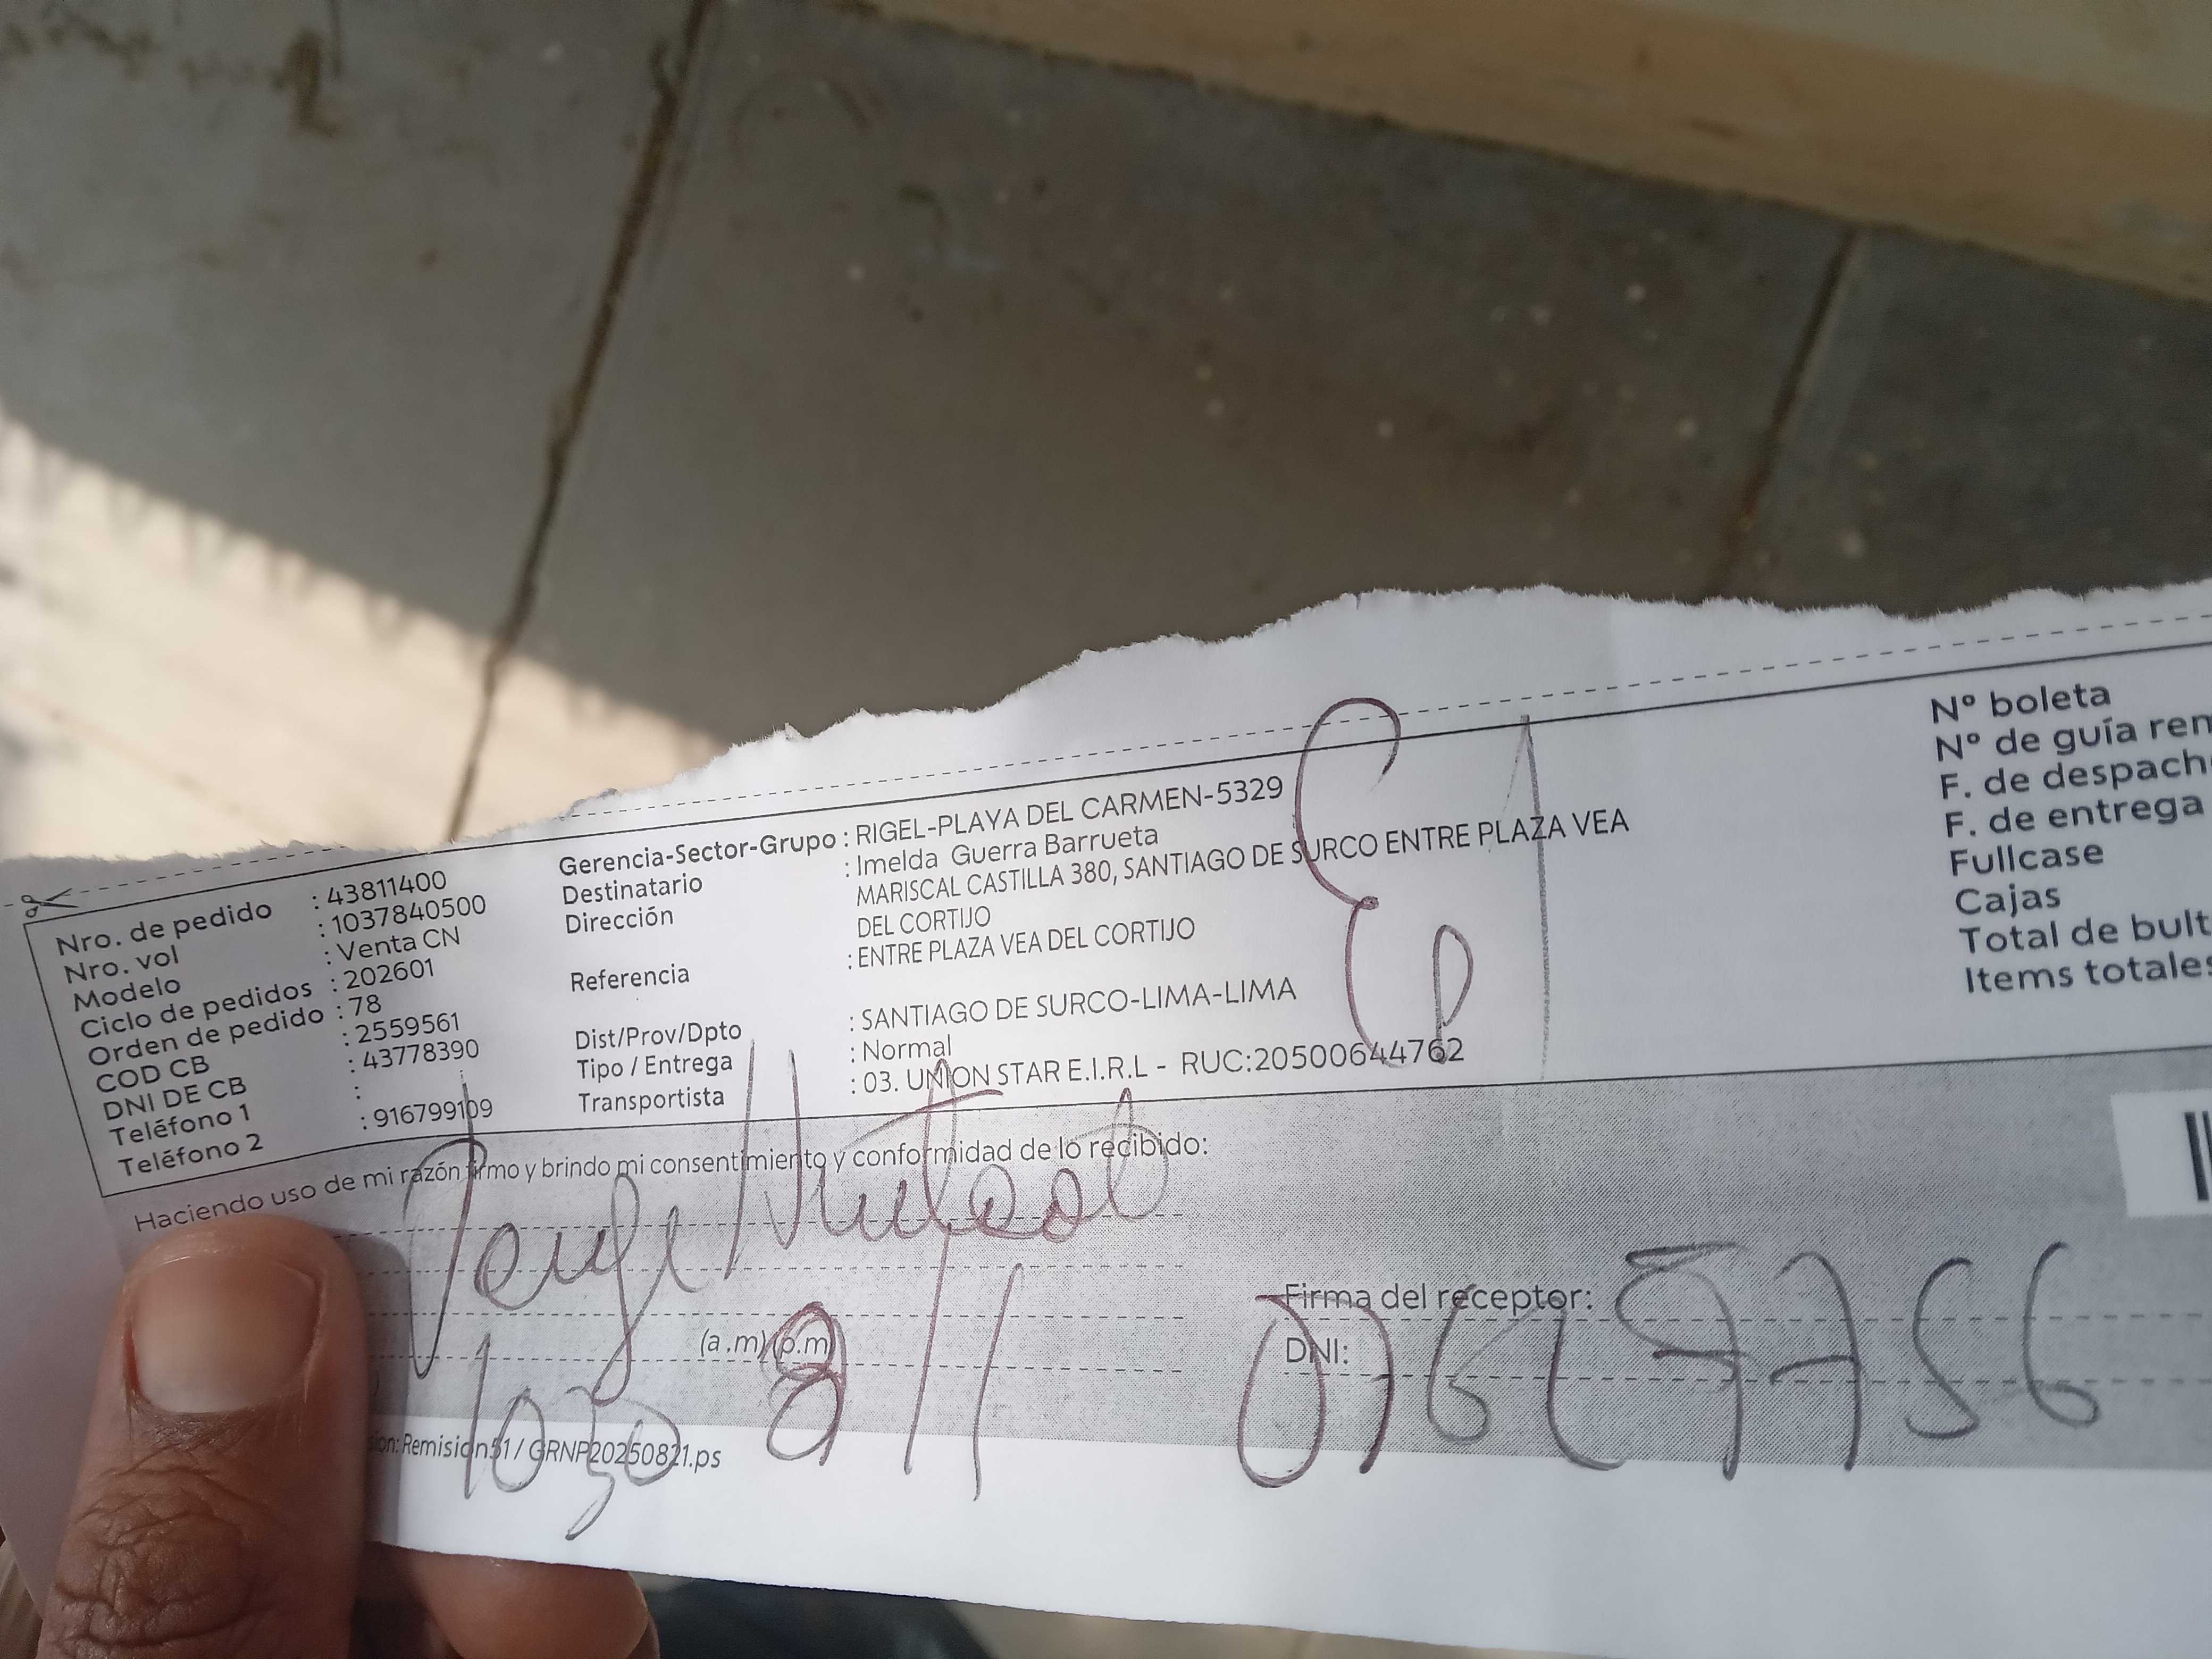 Nro. de pedido : 43811400
Nro. vol : 1037840500
Modelo : Venta CN
Ciclo de pedidos : 202601
Orden de pedido : 78
COD CB : 2559561
DNI DE CB : 43778390
Teléfono 1 :
Teléfono 2 : 916799109
Gerencia-Sector-Grupo : RIGEL-PLAYA DEL CARMEN-5329
Destinatario : Imelda Guerra Barrueta
Dirección : MARISCAL CASTILLA 380, SANTIAGO DE SURCO ENTRE PLAZA VEA
DEL CORTIJO
Referencia : ENTRE PLAZA VEA DEL CORTIJO
Dist/Prov/Dpto : SANTIAGO DE SURCO-LIMA-LIMA
Tipo / Entrega : Normal
Transportista : 03. UNION STAR E.I.R.L - RUC:20500644762
Nº boleta
Nº de guía rem
F. de despach
F. de entrega
Fullcase
Cajas
Total de bult
Items totales
Haciendo uso de mi razón firmo y brindo mi consentimiento y conformidad de lo recibido:
(a.m)(p.m)
1030
Firma del receptor:
DNI:
sion: Remision51 / GRNP20250821.ps